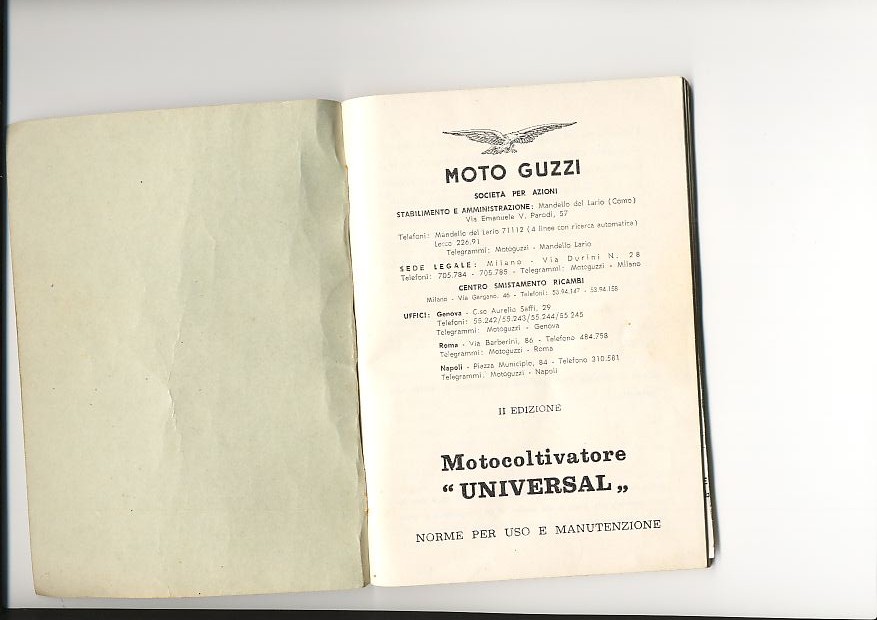 MOTO GUZZI
SOCIETÀ PER AZIONI
STABILIMENTO E AMMINISTRAZIONE: Mandello del Lario (Como)
Via Emanuele V. Parodi, 57
Telefoni: Mandello del Lario 71112 (4 linee con ricerca automatica)
Lecco 226.91
Telegrammi: Motoguzzi - Mandello Lario
SEDE LEGALE: Milano - Via Durini N. 28
Telefoni: 705.784 - 705.785 - Telegrammi: Motoguzzi - Milano
CENTRO SMISTAMENTO RICAMBI
Milano - Via Gargano, 46 - Telefoni: 53.94.147 - 53.94.158
UFFICI: Genova - C.so Aurelio Saffi, 29
Telefoni: 55.242/55.243/55.244/55.245
Telegrammi: Motoguzzi - Genova
Roma - Via Barberini, 86 - Telefono 484.758
Telegrammi: Motoguzzi - Roma
Napoli - Piazza Municipio, 84 - Telefono 310.581
Telegrammi: Motoguzzi - Napoli
II EDIZIONE
Motocoltivatore
“ UNIVERSAL „
NORME PER USO E MANUTENZIONE